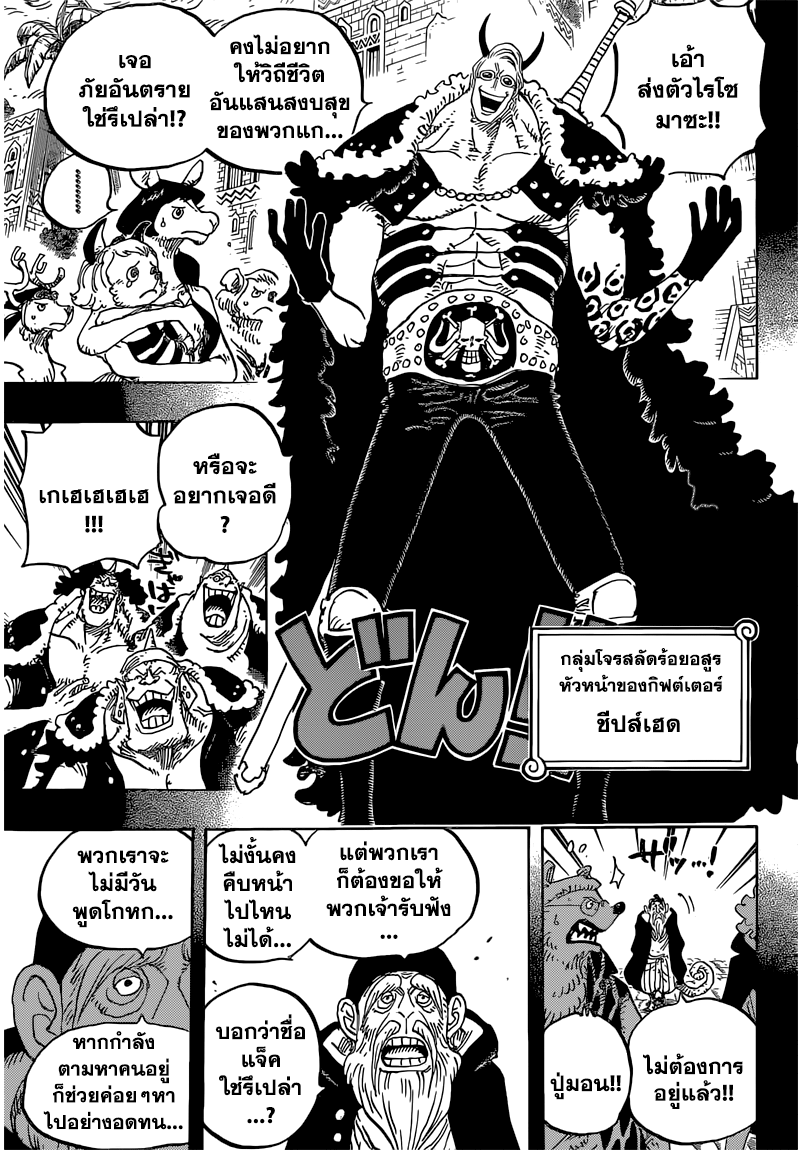 เอ้า
ส่งตัวไรโซ
มาซะ!!
คงไม่อยาก
ให้วิถีชีวิต
อันแสนสงบสุข
ของพวกแก...
เจอ
ภัยอันตราย
ใช่รึเปล่า!?
.........
หรือจะ
อยากเจอดี
?
เกเฮเฮเฮเฮ
!!!
ぎゃ
ば
どん!!
กลุ่มโจรสลัดร้อยอสูร
หัวหน้าของกิฟต์เตอร์
ชีปส์เฮด
ザッ...!!
ไม่ต้องการ
อยู่แล้ว!!
ปู่มอน!!
แต่พวกเรา
ก็ต้องขอให้
พวกเจ้ารับฟัง
...
ไม่งั้นคง
คืบหน้า
ไปไหน
ไม่ได้...
บอกว่าชื่อ
แจ็ค
ใช่รึเปล่า
...?
พวกเราจะ
ไม่มีวัน
พูดโกหก...
หากกำลัง
ตามหาคนอยู่
ก็ช่วยค่อยๆหา
ไปอย่างอดทน...